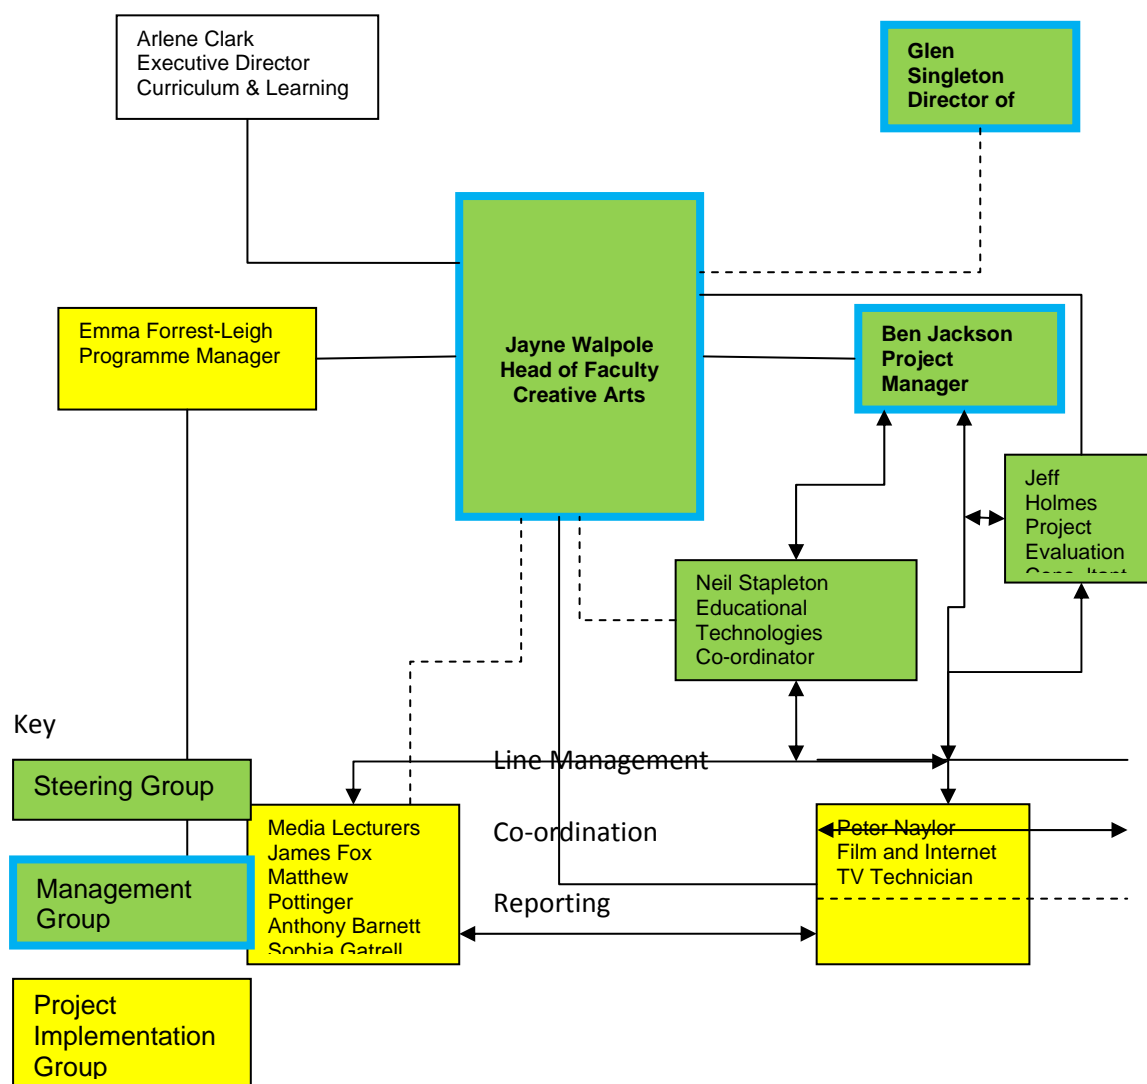 Arlene Clark
Executive Director
Curriculum & Learning
Glen
Singleton
Director of
Emma Forrest-Leigh
Programme Manager
Jayne Walpole
Head of Faculty
Creative Arts
Ben Jackson
Project
Manager
Jeff
Holmes
Project
Evaluation
Neil Stapleton
Educational
Technologies
Co-ordinator
Key
Steering Group
Management
Group
Project
Implementation
Group
Line Management
Co-ordination
Reporting
Media Lecturers
James Fox
Matthew
Pottinger
Anthony Barnett
Sophia Gatrell
Peter Naylor
Film and Internet
TV Technician